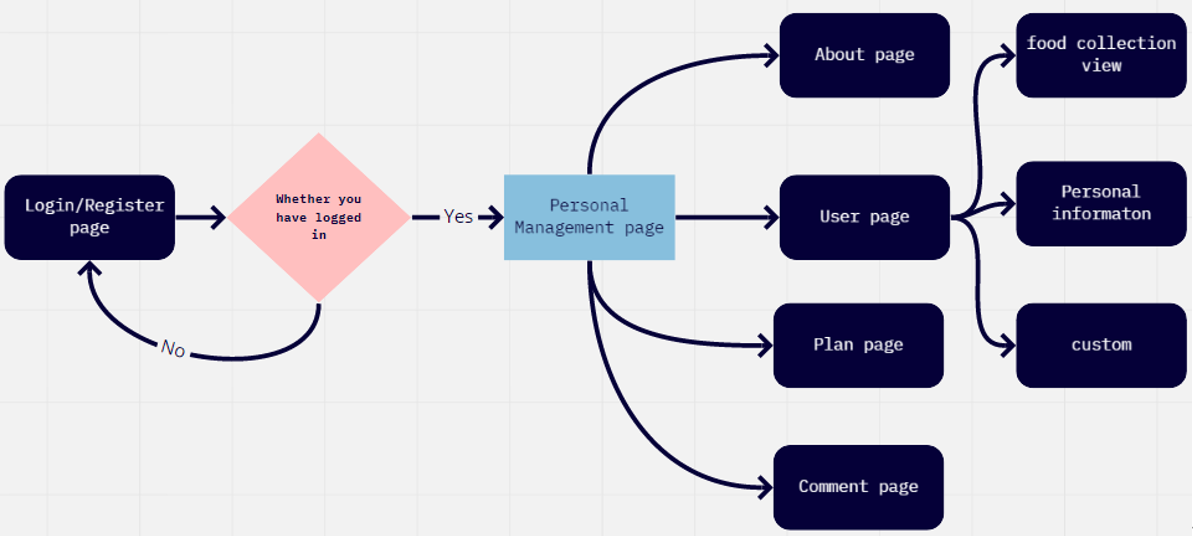 Login/Register
page
Whether you
have logged
in
Yes
No
Personal
Management page
About page
User page
Plan page
Comment page
food collection
view
Personal
informaton
custom